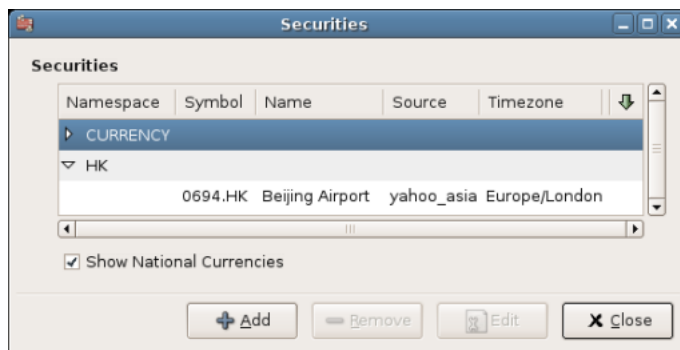 Securities
Securities
Namespace Symbol Name Source Timezone
CURRENCY
HK
0694.HK Beijing Airport yahoo_asia Europe/London
Show National Currencies
Add Remove Edit Close